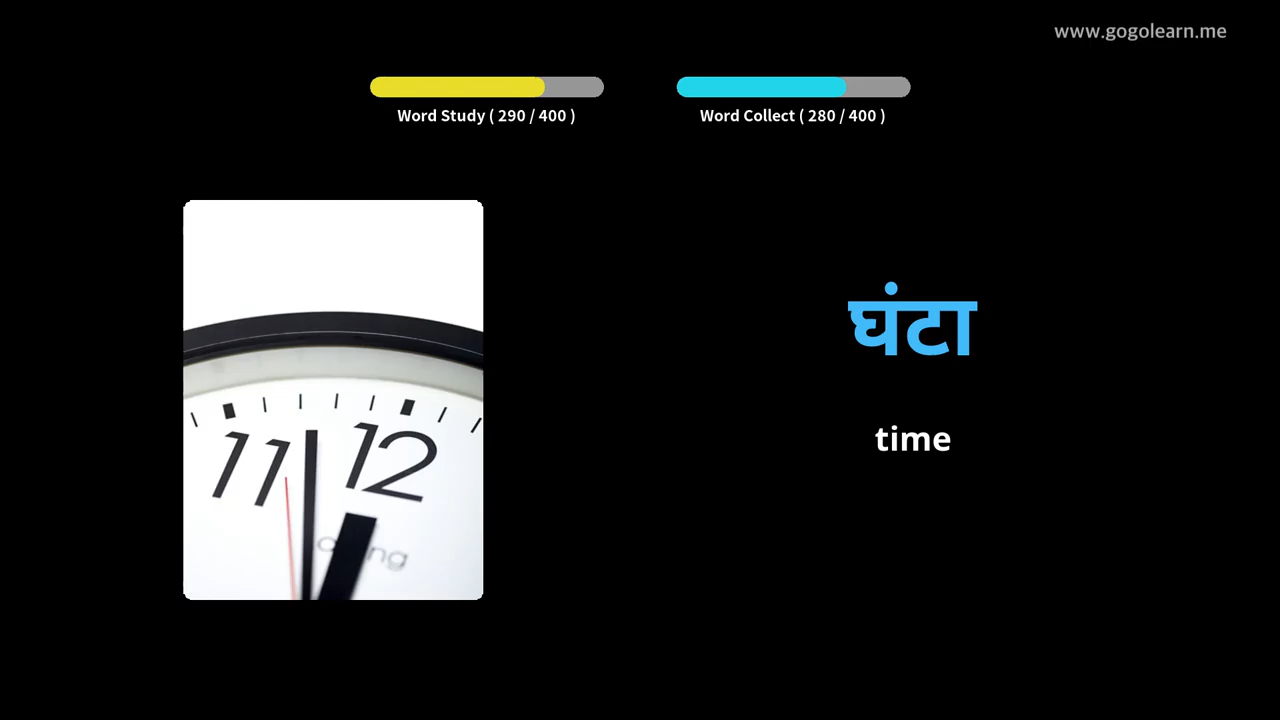 www.gogolearn.me
Word Study ( 290 / 400 )
Word Collect ( 280 / 400 )
11
12
घंटा
time